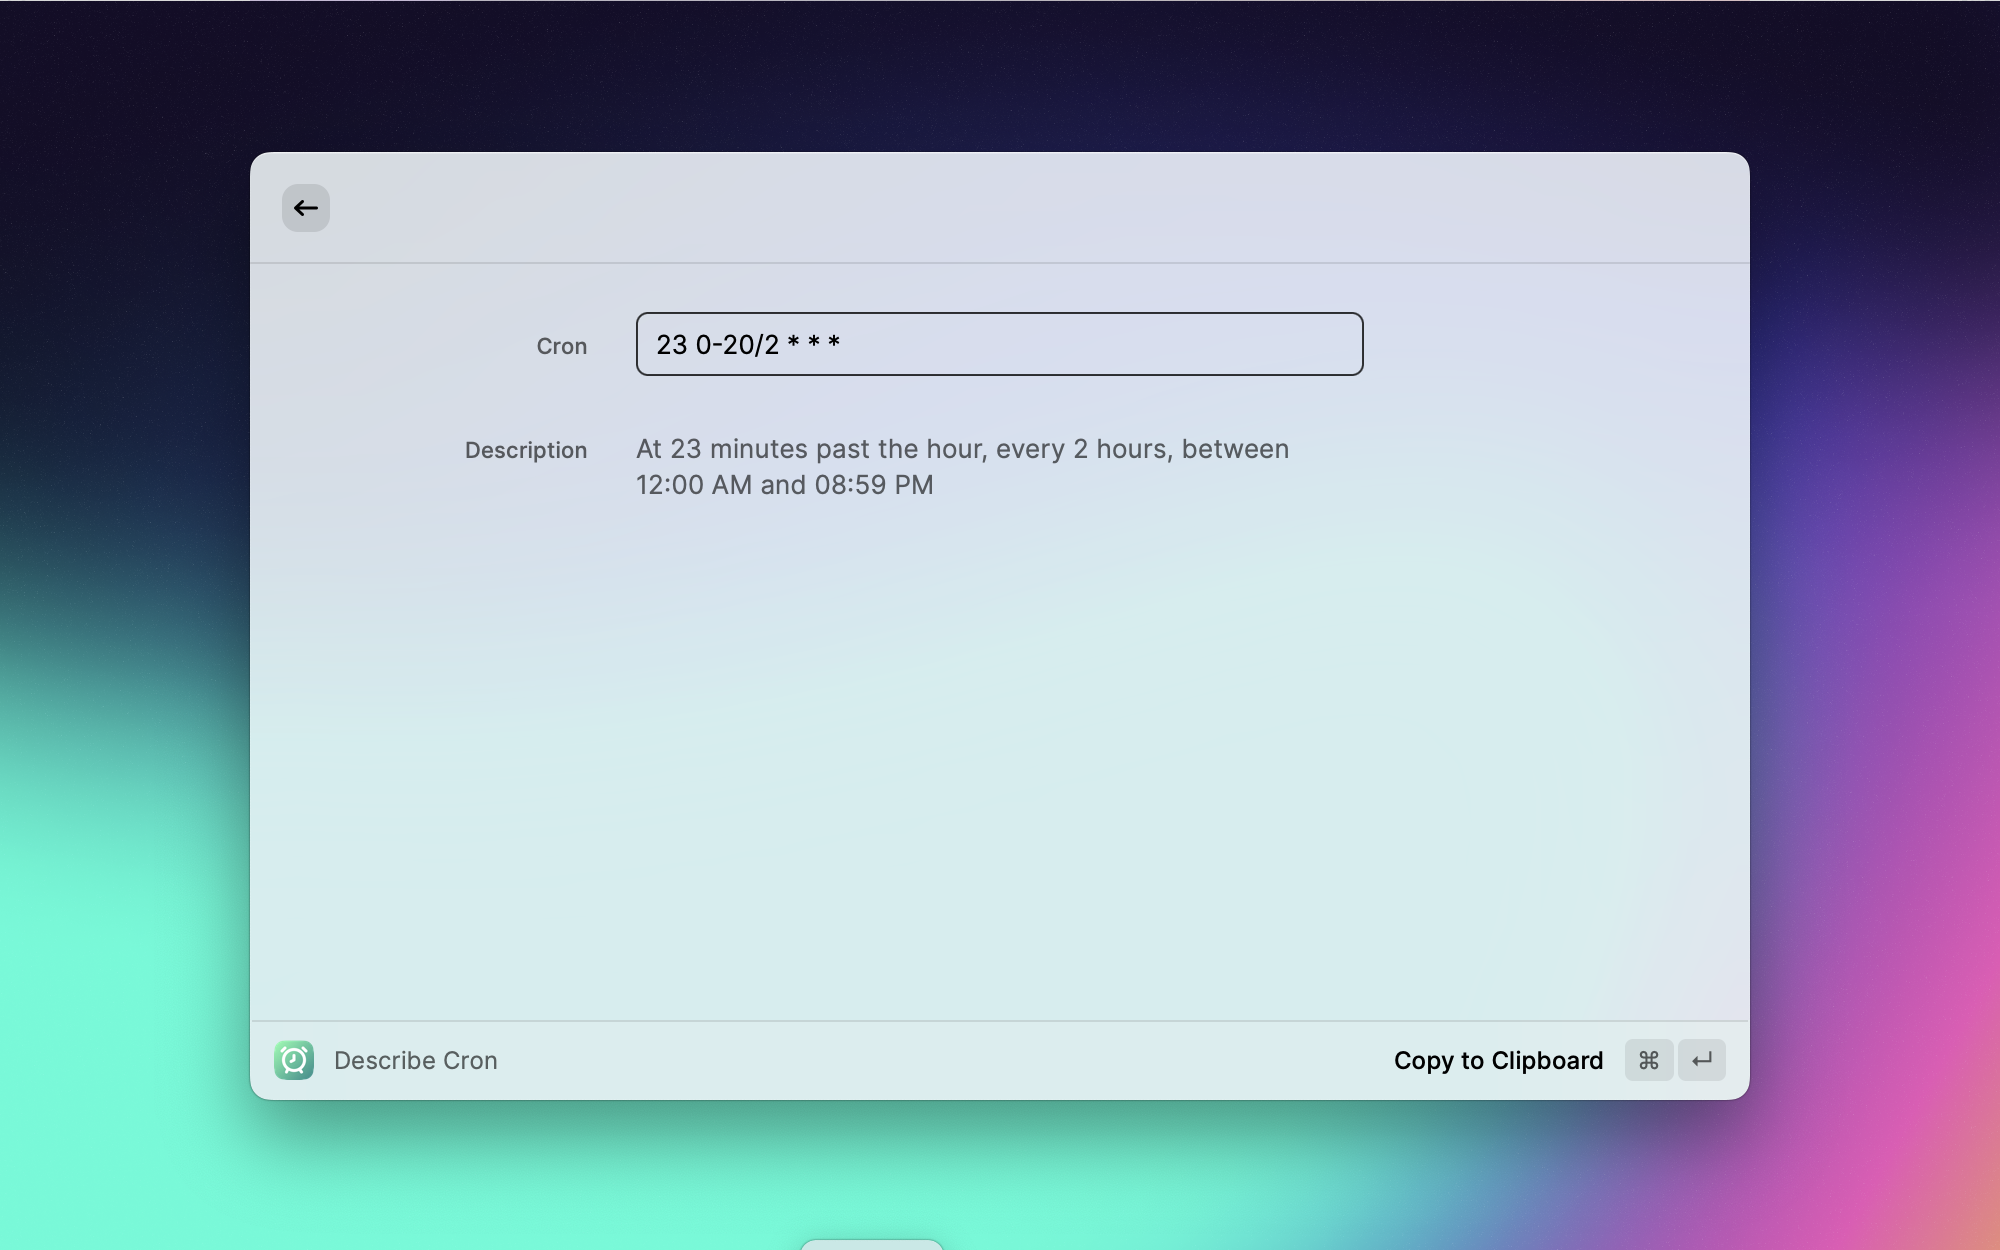 Cron
23 0-20/2 * * *
Description
At 23 minutes past the hour, every 2 hours, between
12:00 AM and 08:59 PM
Describe Cron
Copy to Clipboard ⌘ ↵